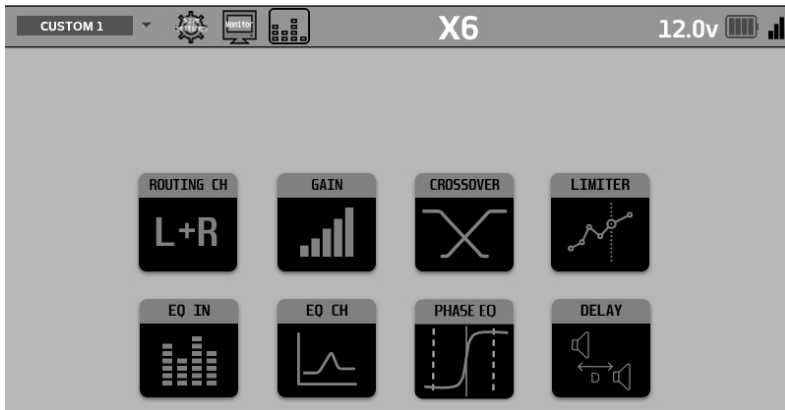 CUSTOM 1 Monitor X6 12.0v
ROUTING CH GAIN CROSSOVER LIMITER
L+R
EQ IN EQ CH PHASE EQ DELAY
D